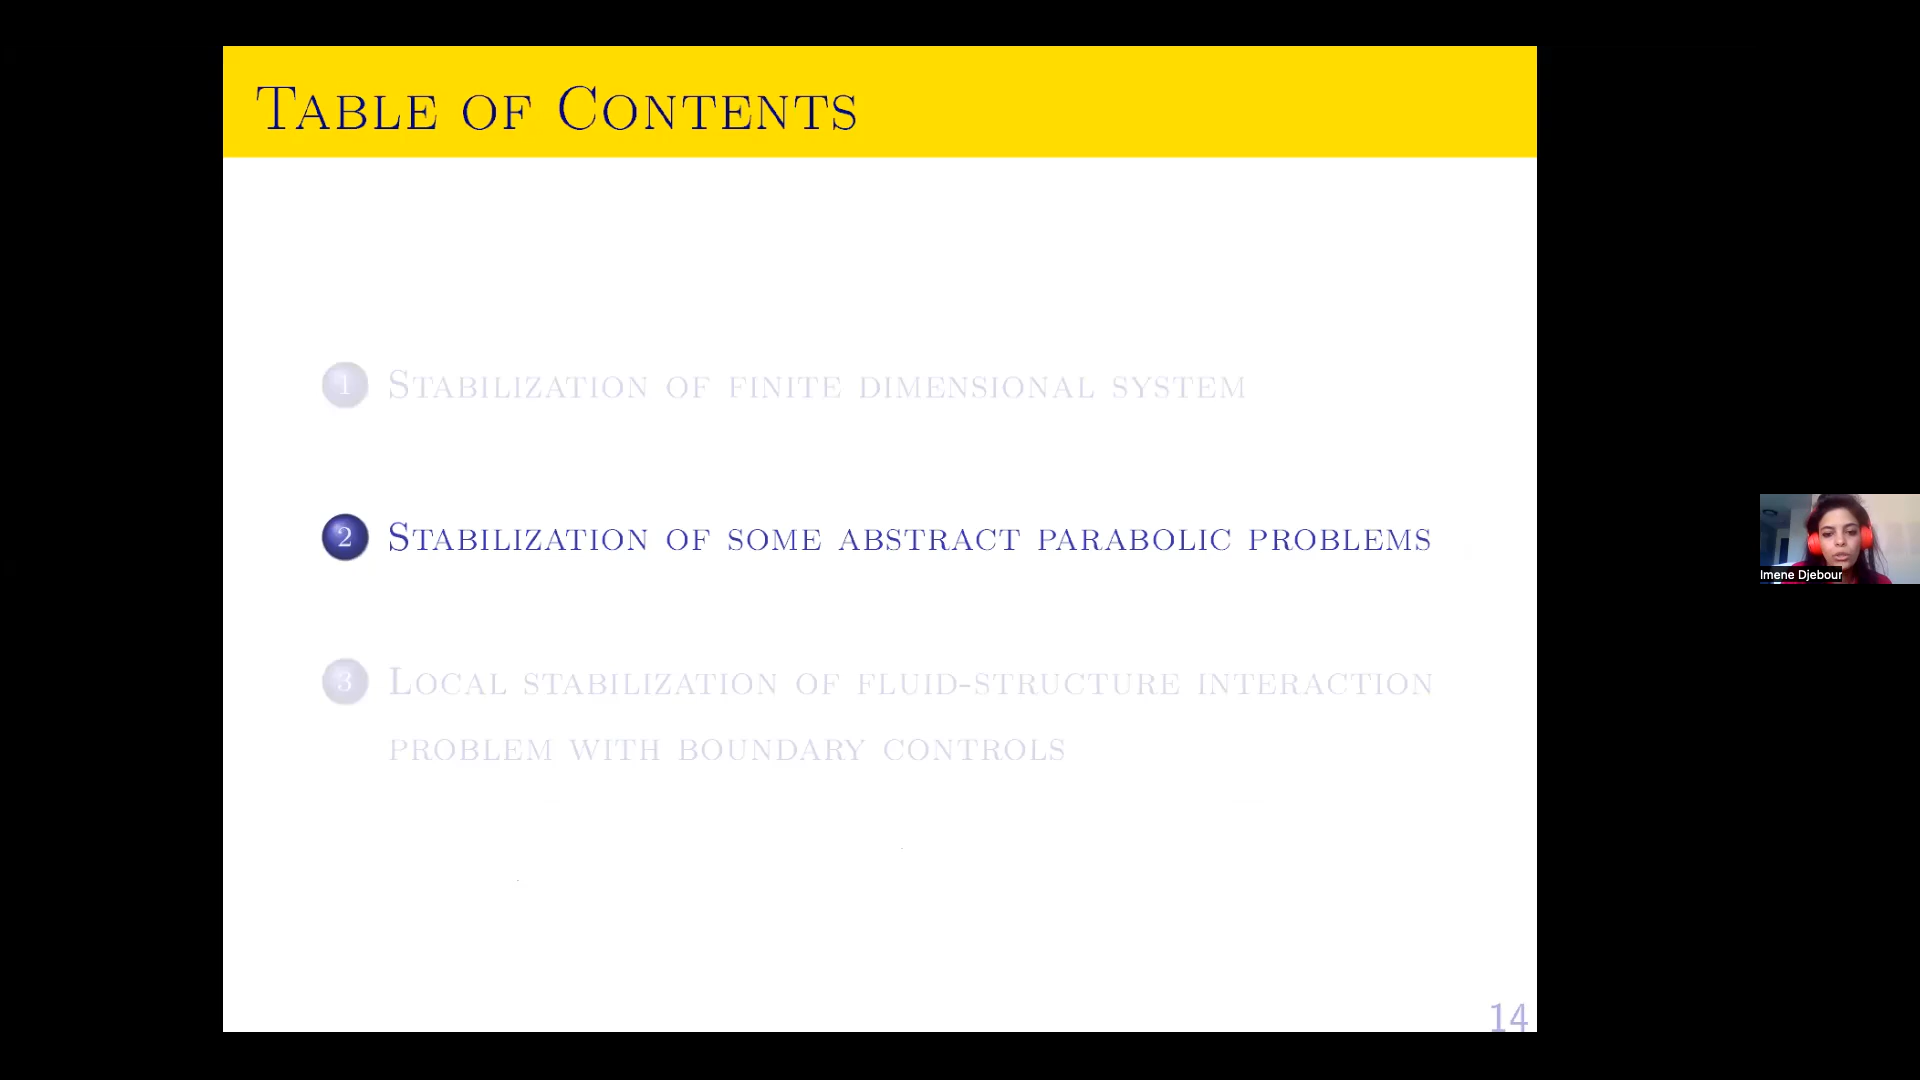 Table of Contents
1 Stabilization of finite dimensional system
2 Stabilization of some abstract parabolic problems
3 Local stabilization of fluid-structure interaction
problem with boundary controls
Imene Djebour
14